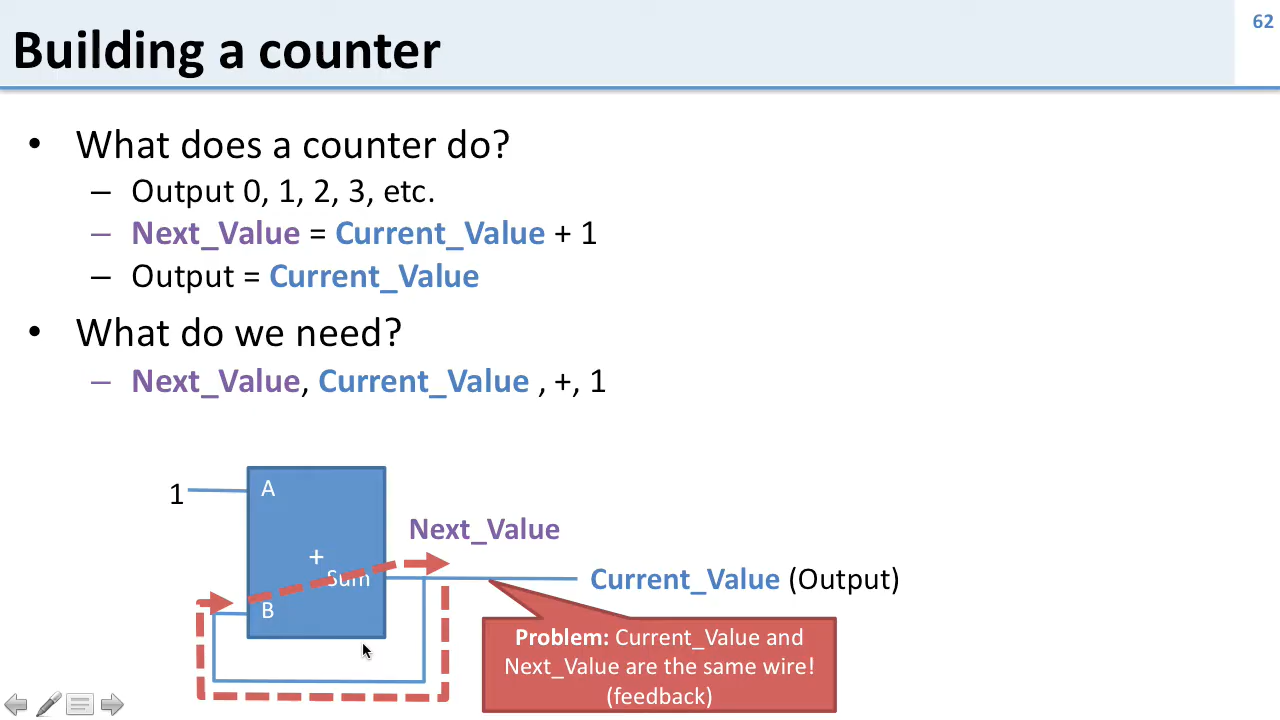 62
Building a counter
• What does a counter do?
– Output 0, 1, 2, 3, etc.
– Next_Value = Current_Value + 1
– Output = Current_Value
• What do we need?
– Next_Value, Current_Value , +, 1
1
A
Next_Value
+
Sum
Current_Value (Output)
B
Problem: Current_Value and
Next_Value are the same wire!
(feedback)